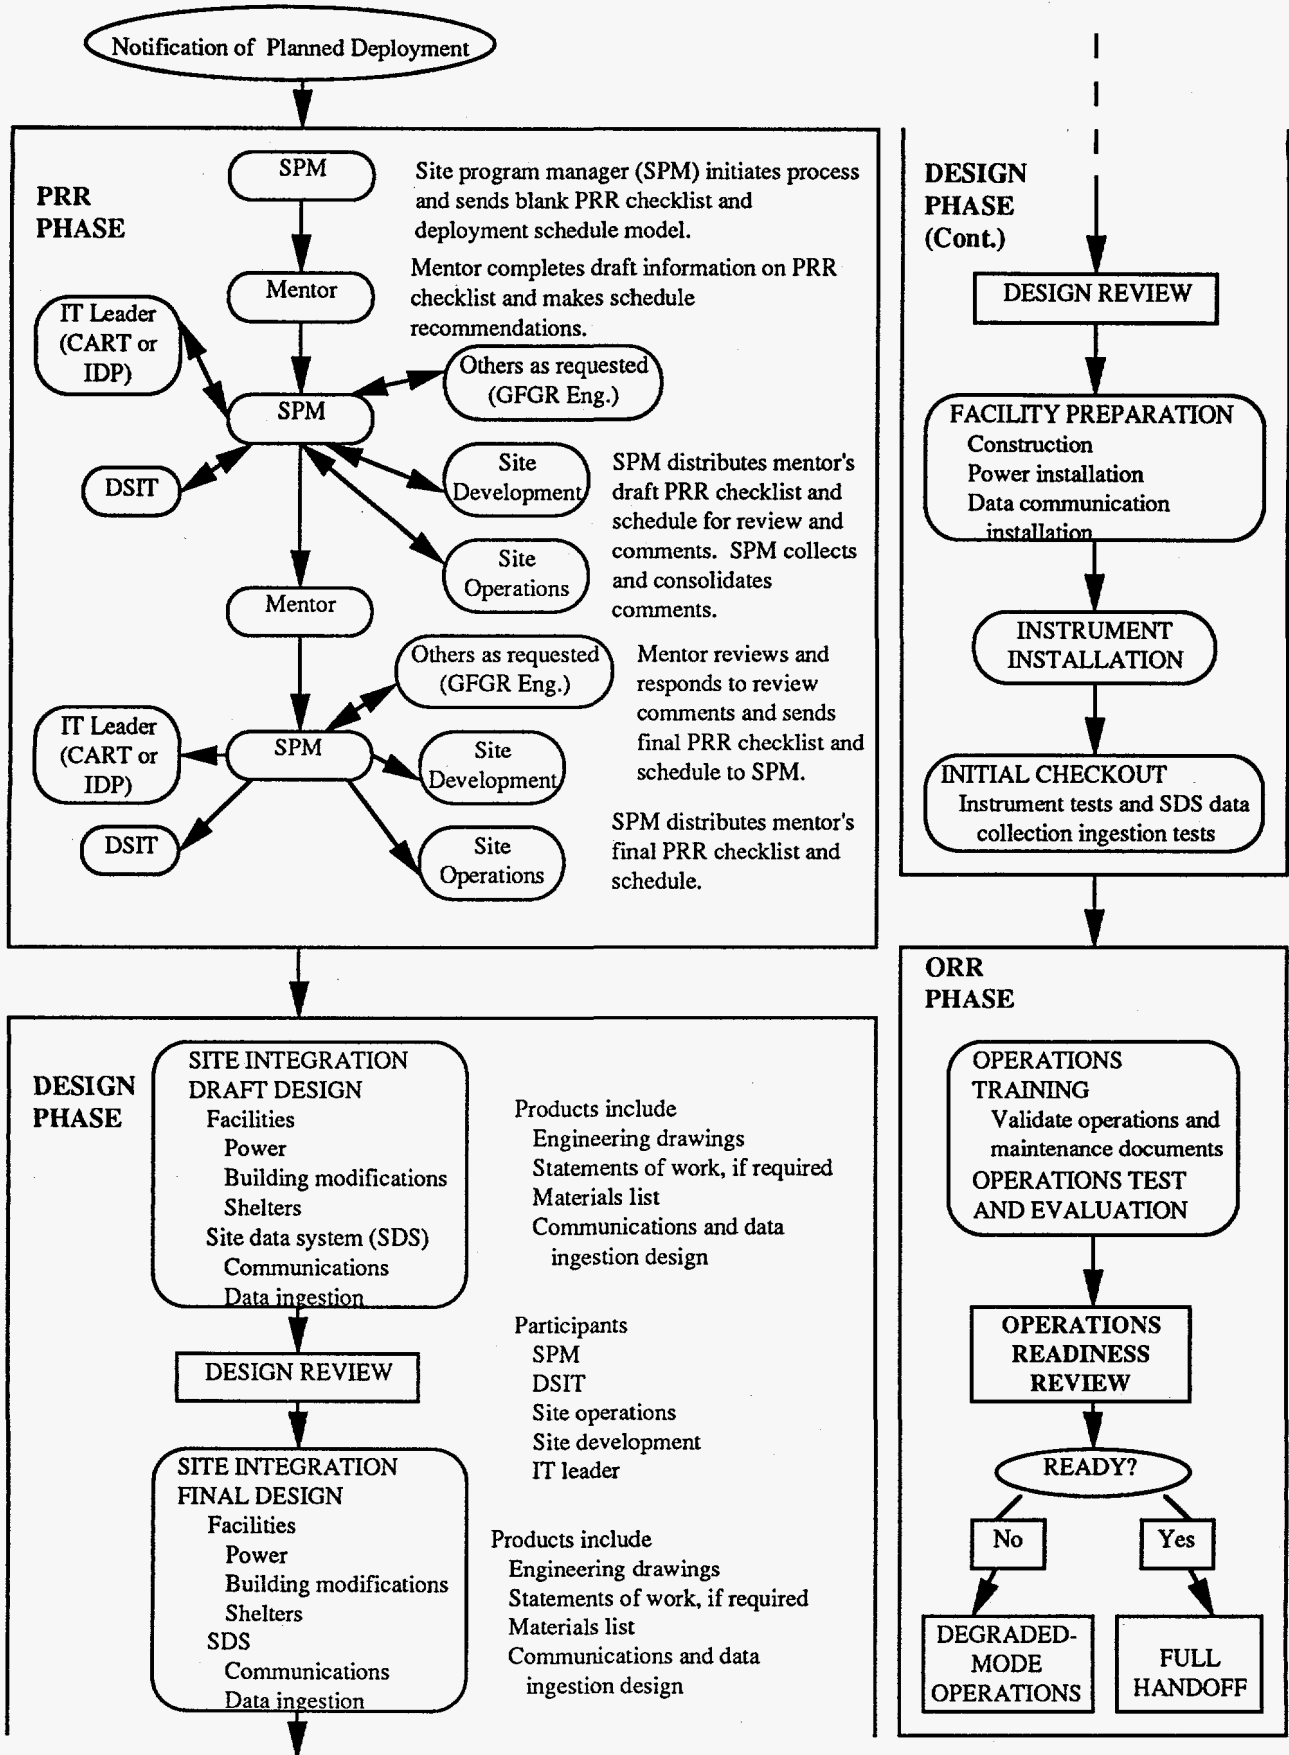 Notification of Planned Deployment
PRR
PHASE
SPM
Site program manager (SPM) initiates process
and sends blank PRR checklist and
deployment schedule model.
Mentor
Mentor completes draft information on PRR
checklist and makes schedule
recommendations.
IT Leader
(CART or
IDP)
Others as requested
(GFGR Eng.)
SPM
DSIT
Site
Development
Site
Operations
SPM distributes mentor's
draft PRR checklist and
schedule for review and
comments. SPM collects
and consolidates
comments.
Mentor
Others as requested
(GFGR Eng.)
Mentor reviews and
responds to review
comments and sends
final PRR checklist and
schedule to SPM.
IT Leader
(CART or
IDP)
SPM
Site
Development
DSIT
Site
Operations
SPM distributes mentor's
final PRR checklist and
schedule.
DESIGN
PHASE
SITE INTEGRATION
DRAFT DESIGN
Facilities
Power
Building modifications
Shelters
Site data system (SDS)
Communications
Data ingestion
Products include
Engineering drawings
Statements of work, if required
Materials list
Communications and data
ingestion design
DESIGN REVIEW
Participants
SPM
DSIT
Site operations
Site development
IT leader
SITE INTEGRATION
FINAL DESIGN
Facilities
Power
Building modifications
Shelters
SDS
Communications
Data ingestion
Products include
Engineering drawings
Statements of work, if required
Materials list
Communications and data
ingestion design
DESIGN
PHASE
(Cont.)
DESIGN REVIEW
FACILITY PREPARATION
Construction
Power installation
Data communication
installation
INSTRUMENT
INSTALLATION
INITIAL CHECKOUT
Instrument tests and SDS data
collection ingestion tests
ORR
PHASE
OPERATIONS
TRAINING
Validate operations and
maintenance documents
OPERATIONS TEST
AND EVALUATION
OPERATIONS
READINESS
REVIEW
READY?
No
Yes
DEGRADED-
MODE
OPERATIONS
FULL
HANDOFF